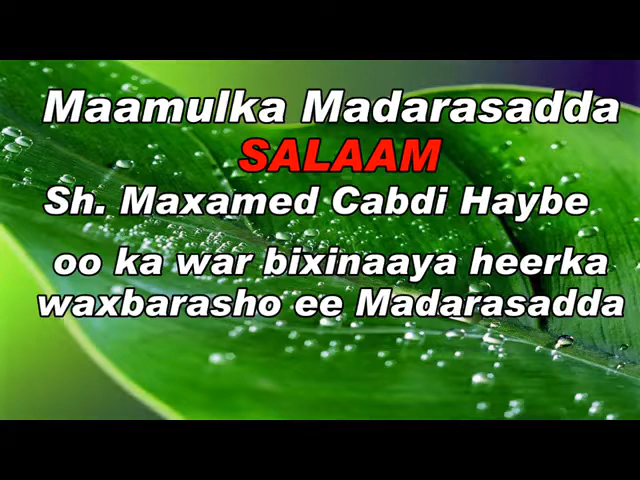 Maamulka Madarasadda
SALAAM
Sh. Maxamed Cabdi Haybe
oo ka war bixinaaya heerka
waxbarasho ee Madarasadda